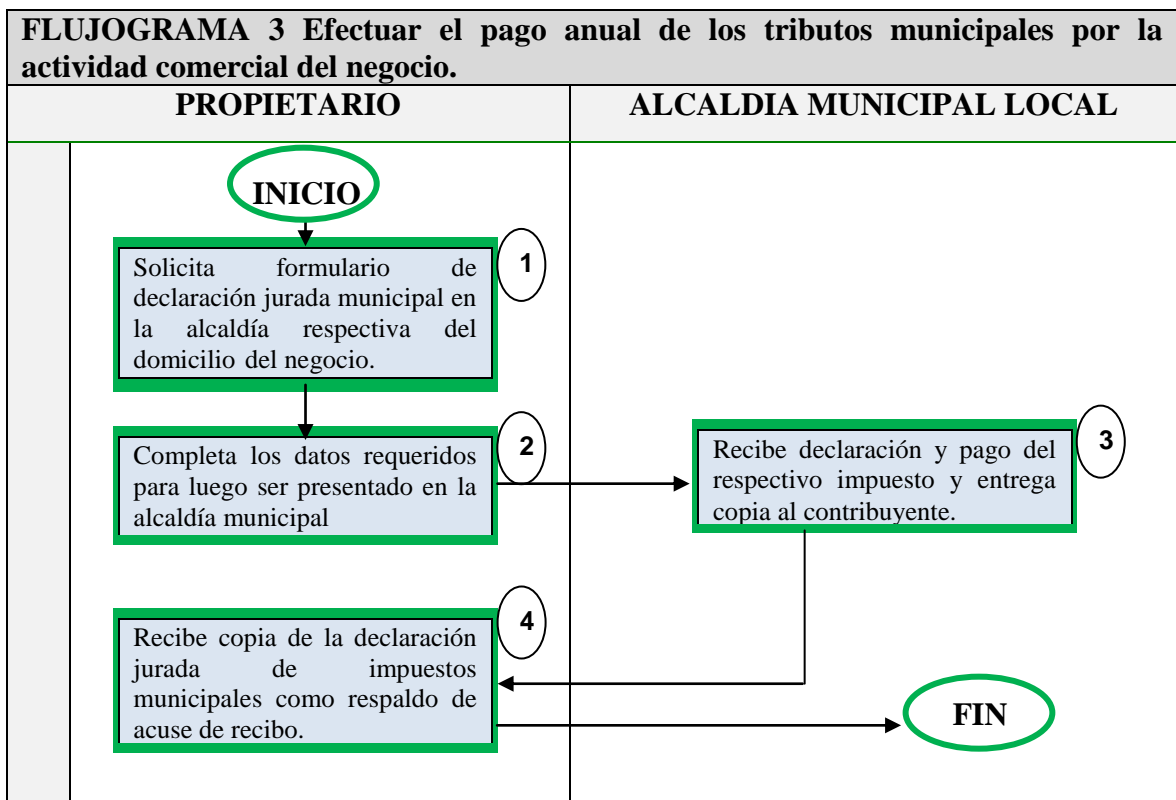 FLUJOGRAMA 3 Efectuar el pago anual de los tributos municipales por la
actividad comercial del negocio.
PROPIETARIO
ALCALDIA MUNICIPAL LOCAL
INICIO
1
Solicita formulario de
declaración jurada municipal en
la alcaldía respectiva del
domicilio del negocio.
2
Completa los datos requeridos
para luego ser presentado en la
alcaldía municipal
3
Recibe declaración y pago del
respectivo impuesto y entrega
copia al contribuyente.
4
Recibe copia de la declaración
jurada de impuestos
municipales como respaldo de
acuse de recibo.
FIN